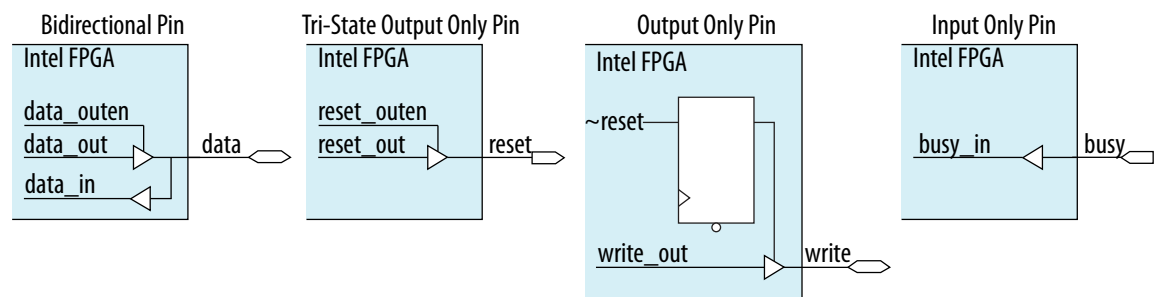 Bidirectional Pin
Intel FPGA
data_outen
data_out
data_in
data
Tri-State Output Only Pin
Intel FPGA
reset_outen
reset_out
reset
Output Only Pin
Intel FPGA
~reset
write_out
write
Input Only Pin
Intel FPGA
busy_in
busy